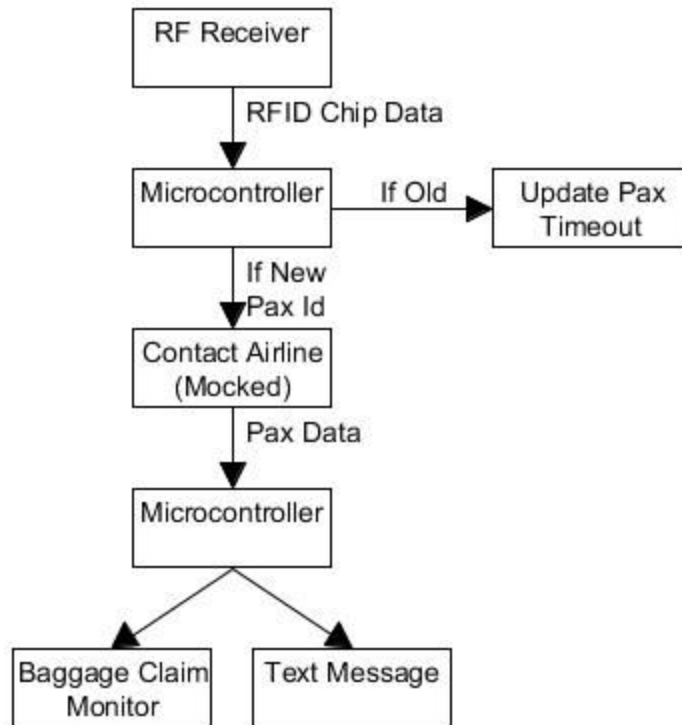 RF Receiver
RFID Chip Data
Microcontroller
If Old
Update Pax
Timeout
If New
Pax Id
Contact Airline
(Mocked)
Pax Data
Microcontroller
Baggage Claim
Monitor
Text Message